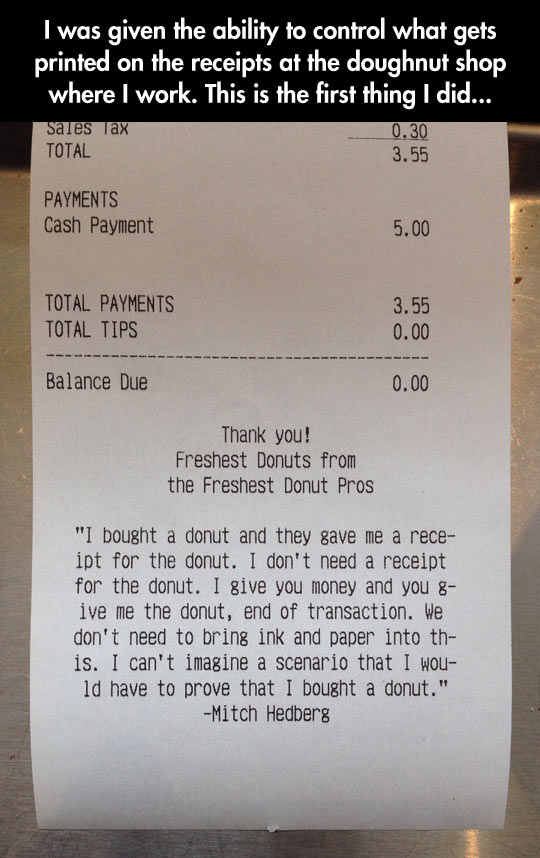 I was given the ability to control what gets
printed on the receipts at the doughnut shop
where I work. This is the first thing I did...
Sales Tax 0.30
TOTAL 3.55
PAYMENTS
Cash Payment 5.00
TOTAL PAYMENTS 3.55
TOTAL TIPS 0.00
--------------------------------------------------
Balance Due 0.00
Thank you!
Freshest Donuts from
the Freshest Donut Pros
"I bought a donut and they gave me a rece-
ipt for the donut. I don't need a receipt
for the donut. I give you money and you g-
ive me the donut, end of transaction. We
don't need to bring ink and paper into th-
is. I can't imagine a scenario that I wou-
ld have to prove that I bought a donut."
-Mitch Hedberg